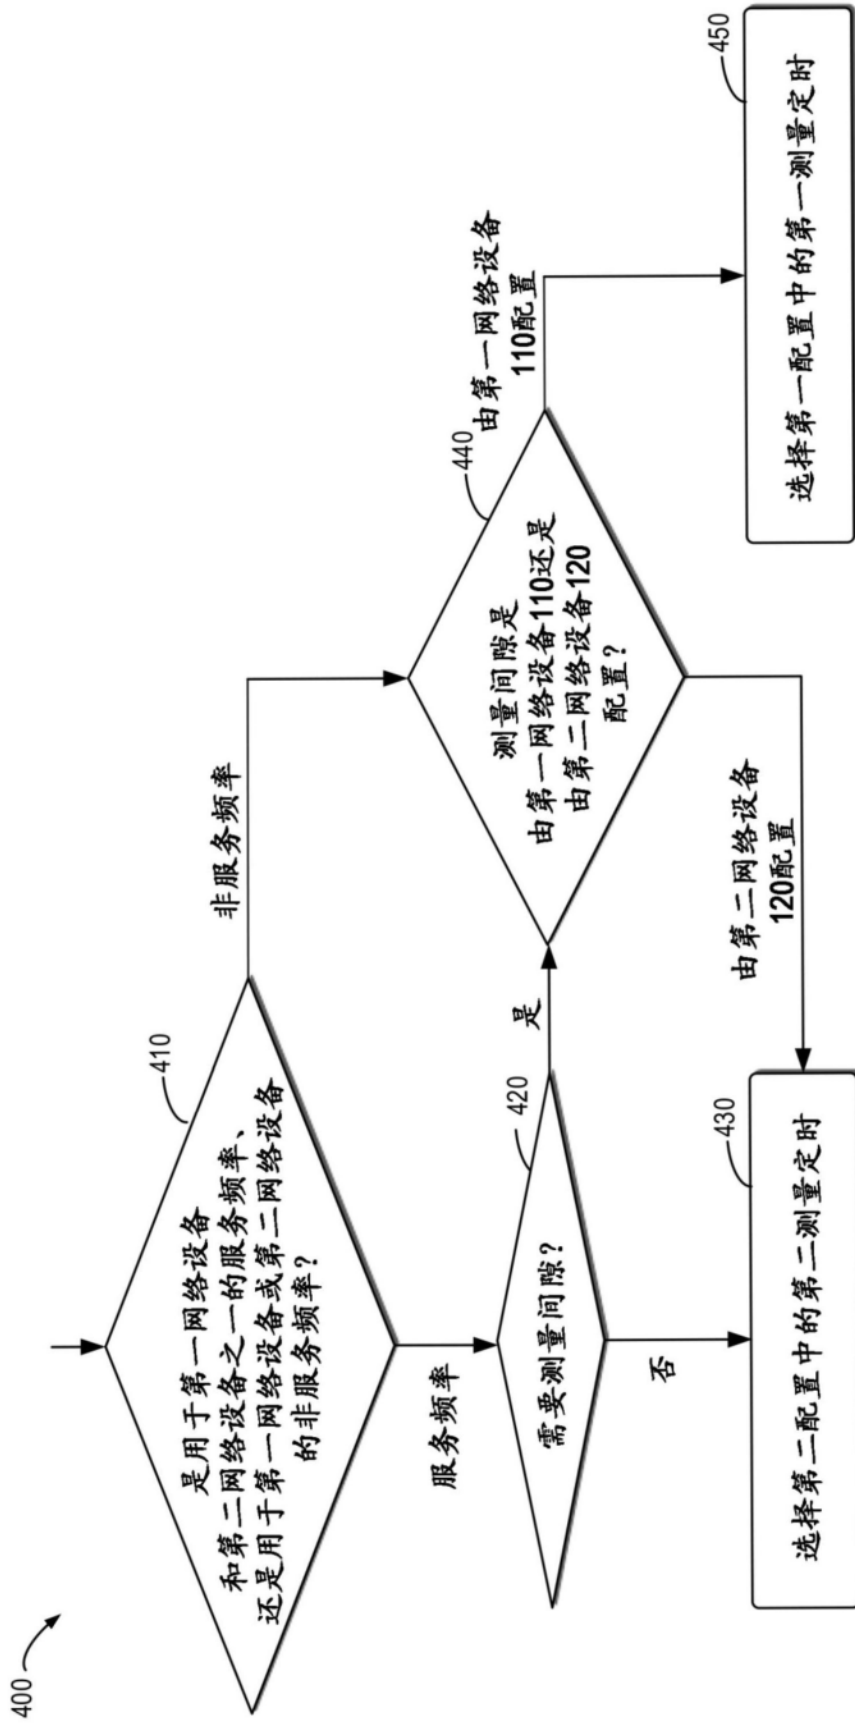 400
410
是用于第一网络设备
和第二网络设备之一的服务频率、
还是用于第一网络设备或第二网络设备
的非服务频率？
非服务频率
服务频率
420
需要测量间隙？
是
否
440
测量间隙是
由第一网络设备110还是
由第二网络设备120
配置？
由第一网络设备
110配置
由第二网络设备
120配置
430
选择第二配置中的第二测量定时
450
选择第一配置中的第一测量定时